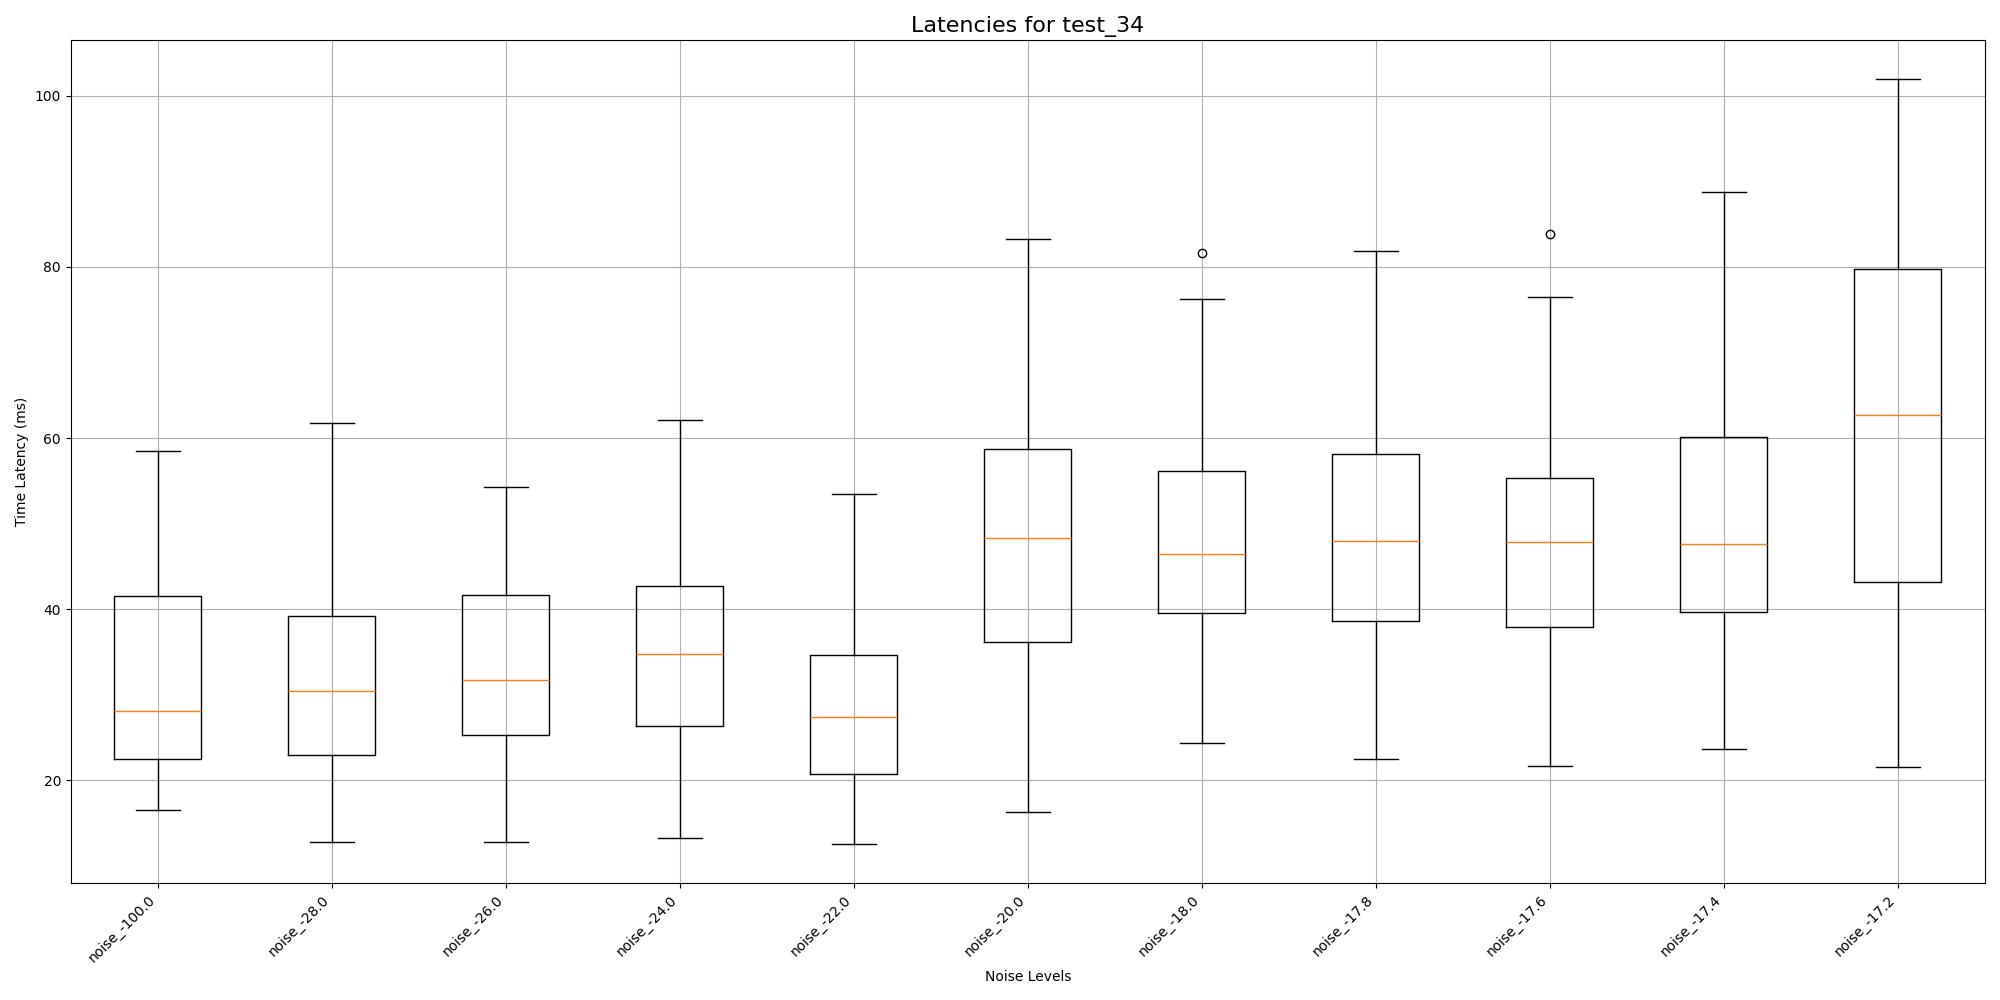 Latencies for test_34
100
80
60
40
20
Time Latency (ms)
noise_-100.0
noise_-28.0
noise_-26.0
noise_-24.0
noise_-22.0
noise_-20.0
noise_-18.0
noise_-17.8
noise_-17.6
noise_-17.4
noise_-17.2
Noise Levels